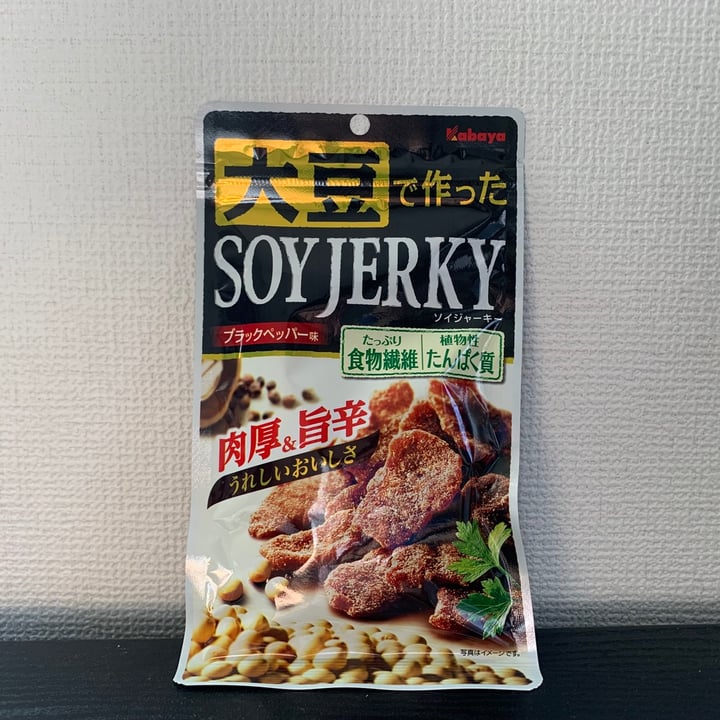 Kabaya
大豆で作った
SOY JERKY
ソイジャーキー
ブラックペッパー味
たっぷり
食物繊維
植物性
たんぱく質
肉厚&旨辛
うれしいおいしさ
写真はイメージです。